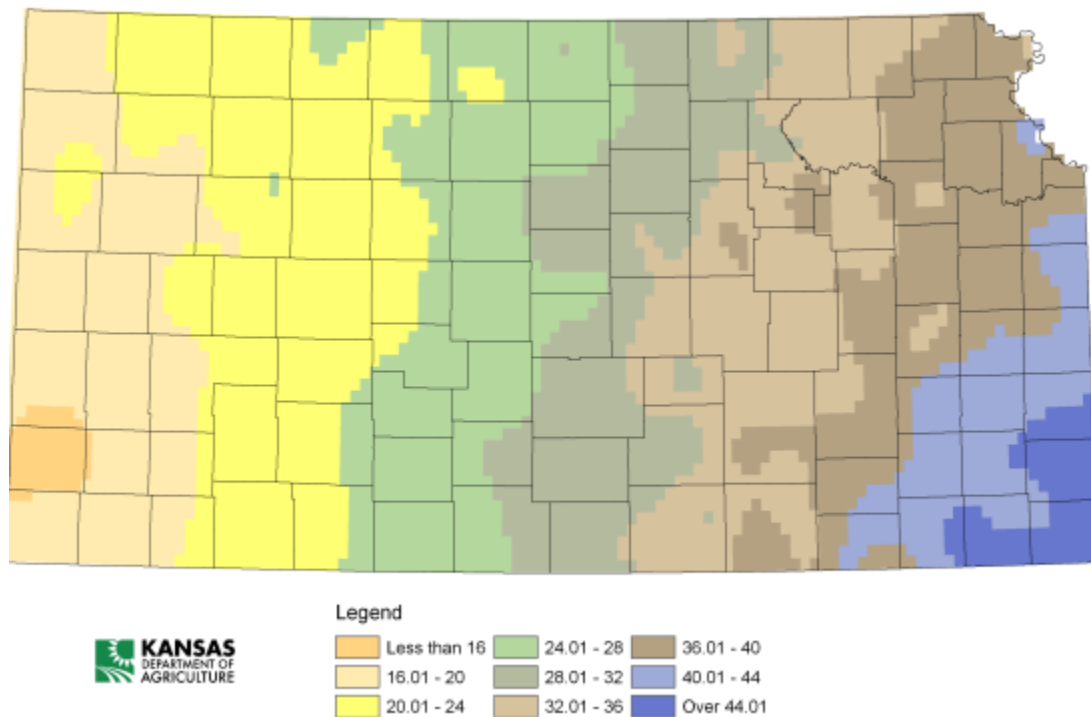 Legend
KANSAS
DEPARTMENT OF
AGRICULTURE
Less than 16
16.01 - 20
20.01 - 24
24.01 - 28
28.01 - 32
32.01 - 36
36.01 - 40
40.01 - 44
Over 44.01